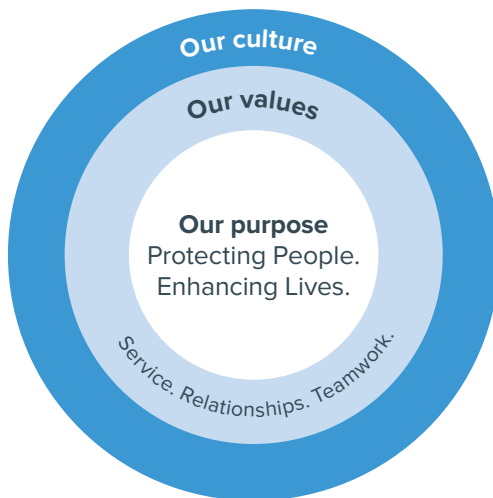 Our culture
Our values
Our purpose
Protecting People.
Enhancing Lives.
Service. Relationships. Teamwork.